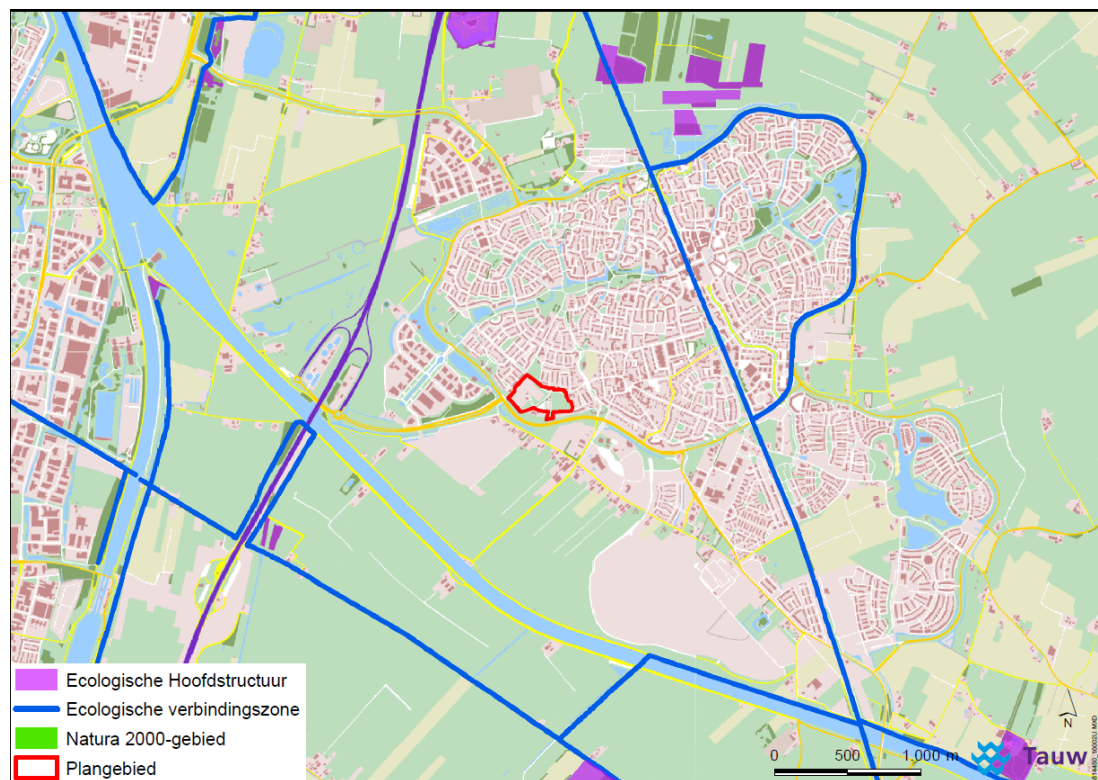 Ecologische Hoofdstructuur
Ecologische verbindingszone
Natura 2000-gebied
Plangebied
N
0 500 1.000 m
Tauw